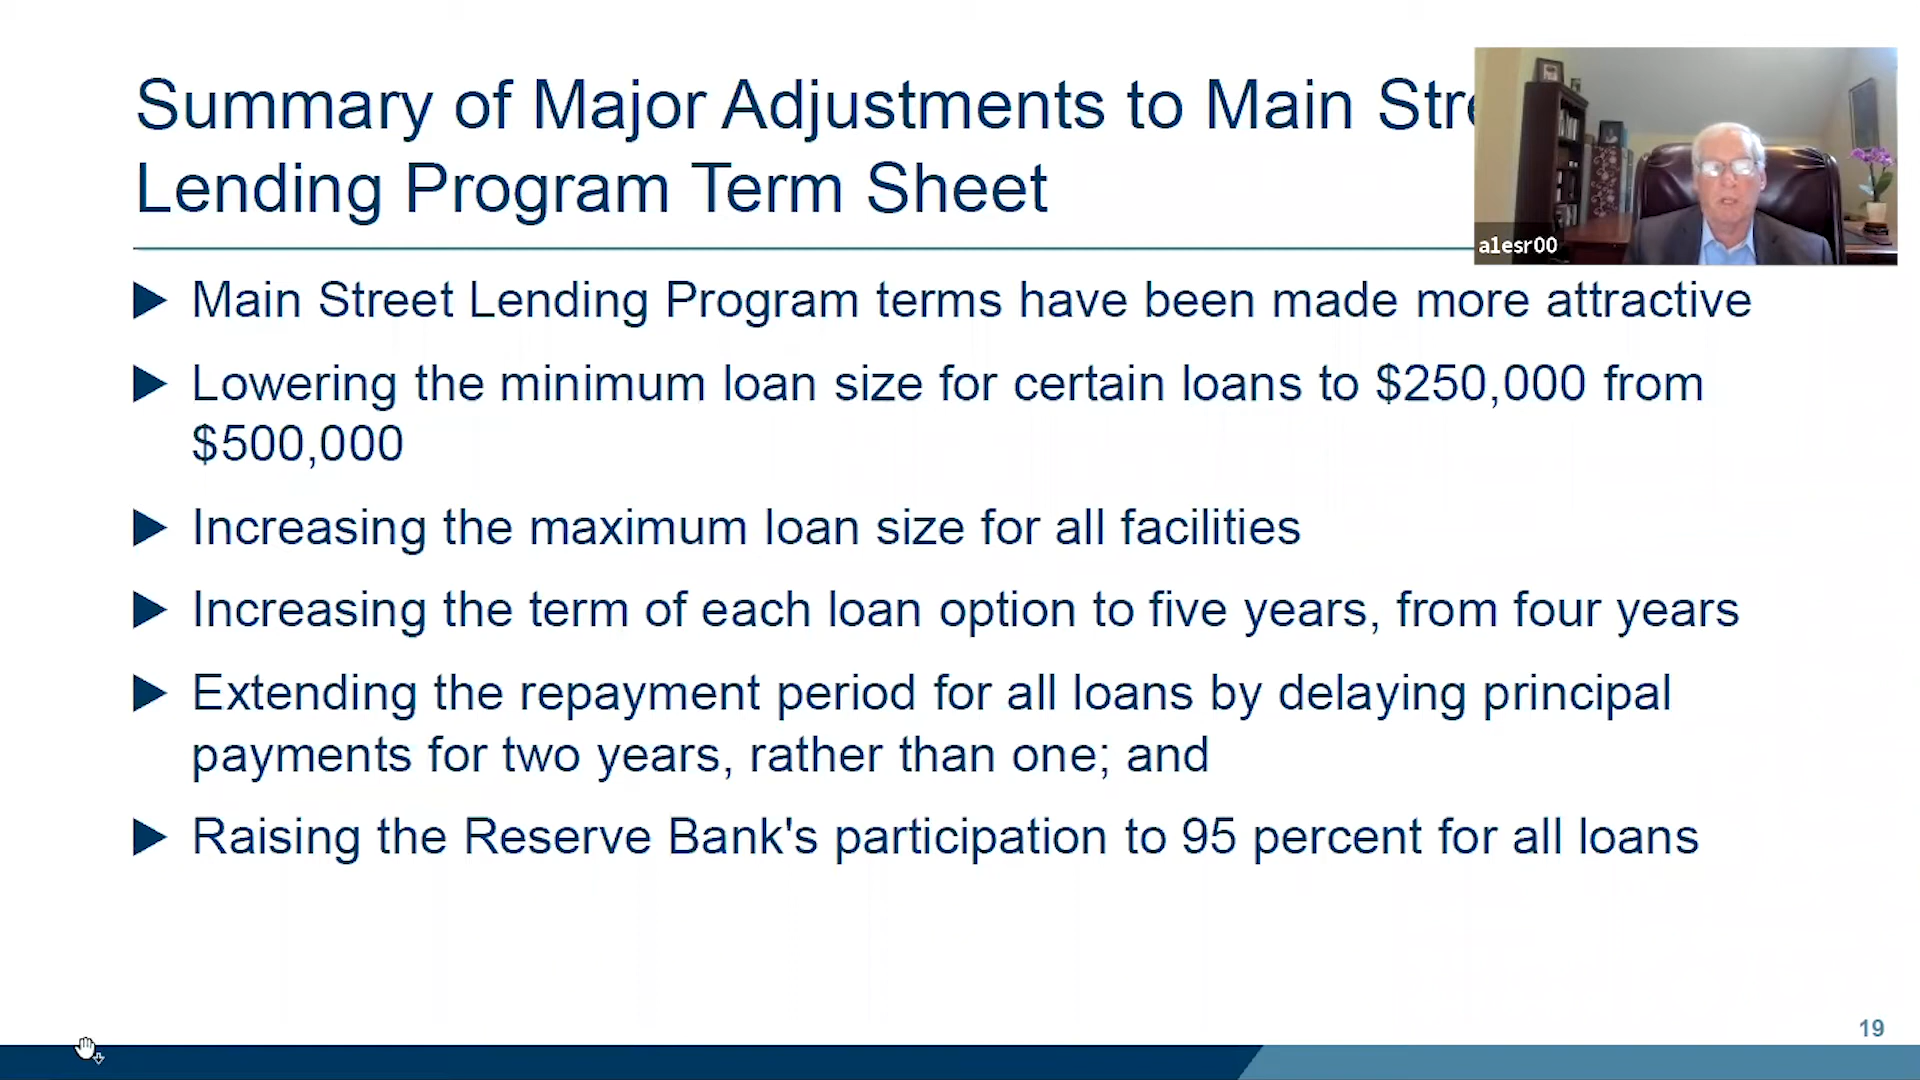 Summary of Major Adjustments to Main Stre
Lending Program Term Sheet
a1esr00
Main Street Lending Program terms have been made more attractive
Lowering the minimum loan size for certain loans to $250,000 from
$500,000
Increasing the maximum loan size for all facilities
Increasing the term of each loan option to five years, from four years
Extending the repayment period for all loans by delaying principal
payments for two years, rather than one; and
Raising the Reserve Bank's participation to 95 percent for all loans
19